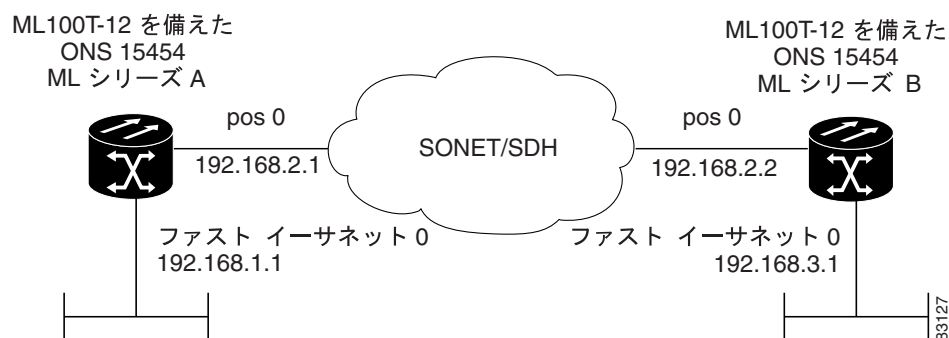 ML100T-12 を備えた
ONS 15454
ML シリーズ A
ML100T-12 を備えた
ONS 15454
ML シリーズ B
pos 0
192.168.2.1
SONET/SDH
pos 0
192.168.2.2
ファスト イーサネット 0
192.168.1.1
ファスト イーサネット 0
192.168.3.1
83127